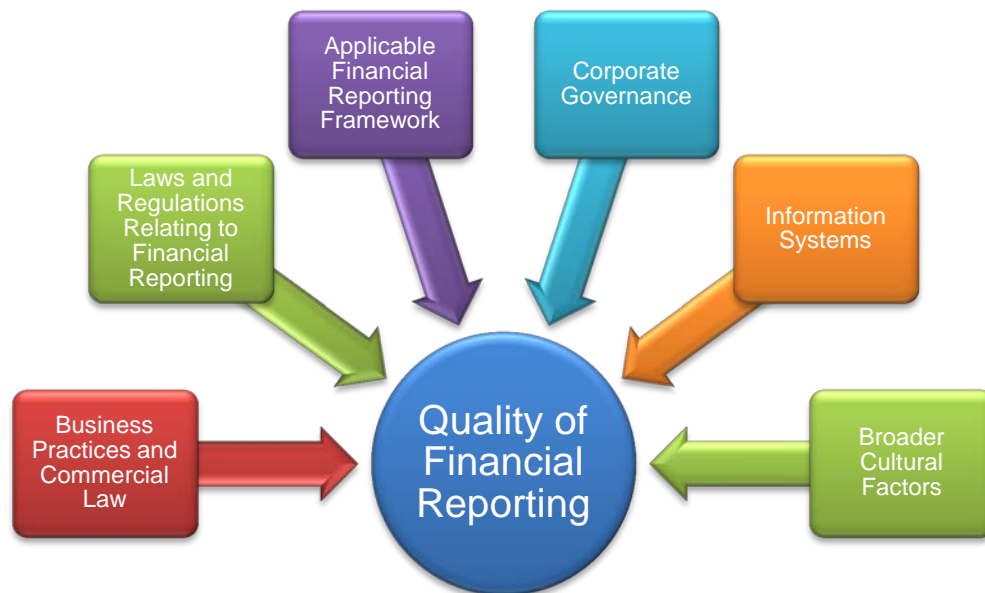 Applicable
Financial
Reporting
Framework
Corporate
Governance
Laws and
Regulations
Relating to
Financial
Reporting
Information
Systems
Business
Practices and
Commercial
Law
Quality of
Financial
Reporting
Broader
Cultural
Factors